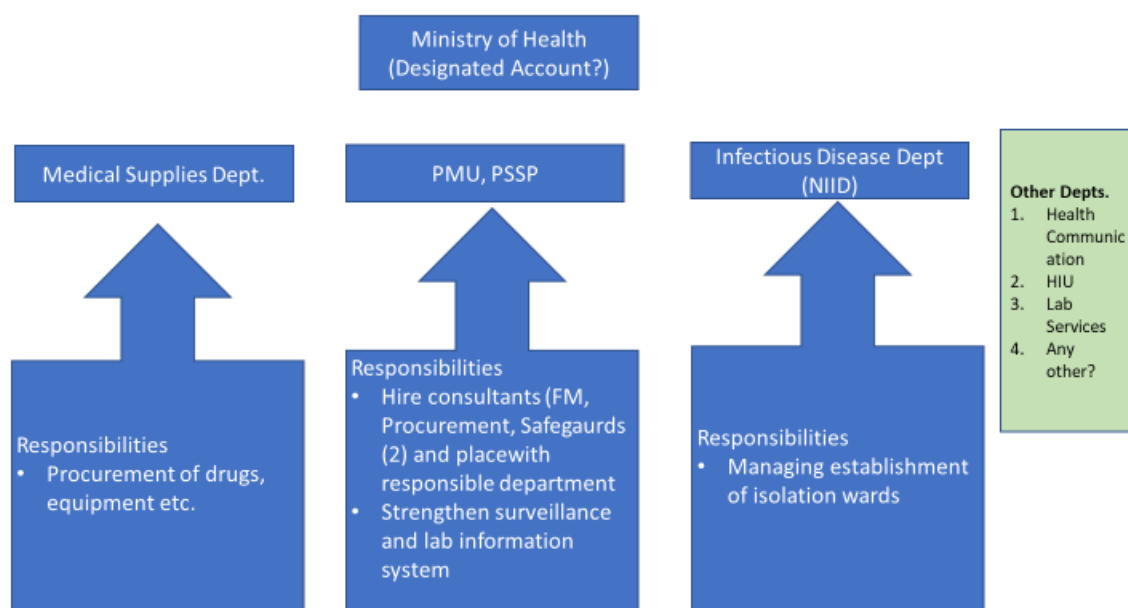 Ministry of Health
(Designated Account?)
Medical Supplies Dept.
PMU, PSSP
Infectious Disease Dept
(NIID)
Responsibilities
• Procurement of drugs,
equipment etc.
Responsibilities
• Hire consultants (FM,
Procurement, Safegaurds
(2) and placewith
responsible department
• Strengthen surveillance
and lab information
system
Responsibilities
• Managing establishment
of isolation wards
Other Depts.
1. Health
Communic
ation
2. HIU
3. Lab
Services
4. Any
other?